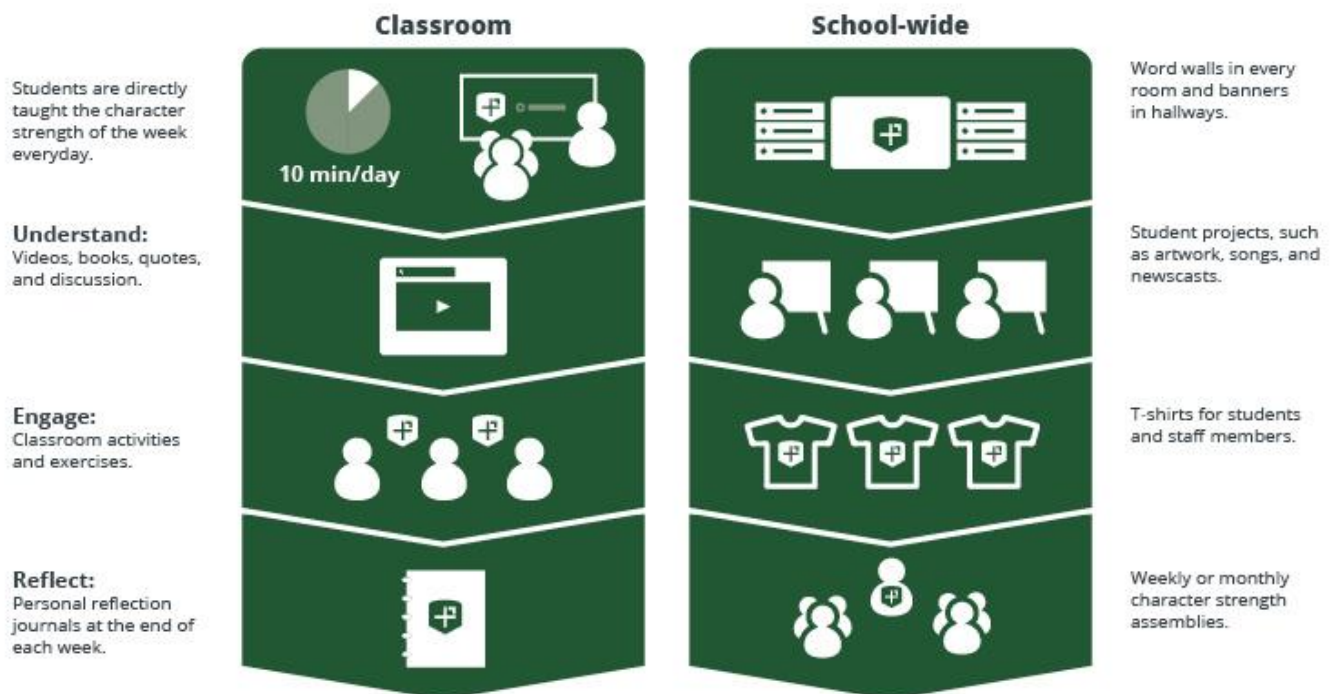 Classroom
School-wide
Students are directly
taught the character
strength of the week
everyday.
10 min/day
Word walls in every
room and banners
in hallways.
Understand:
Videos, books, quotes,
and discussion.
Student projects, such
as artwork, songs, and
newscasts.
Engage:
Classroom activities
and exercises.
T-shirts for students
and staff members.
Reflect:
Personal reflection
journals at the end of
each week.
Weekly or monthly
character strength
assemblies.